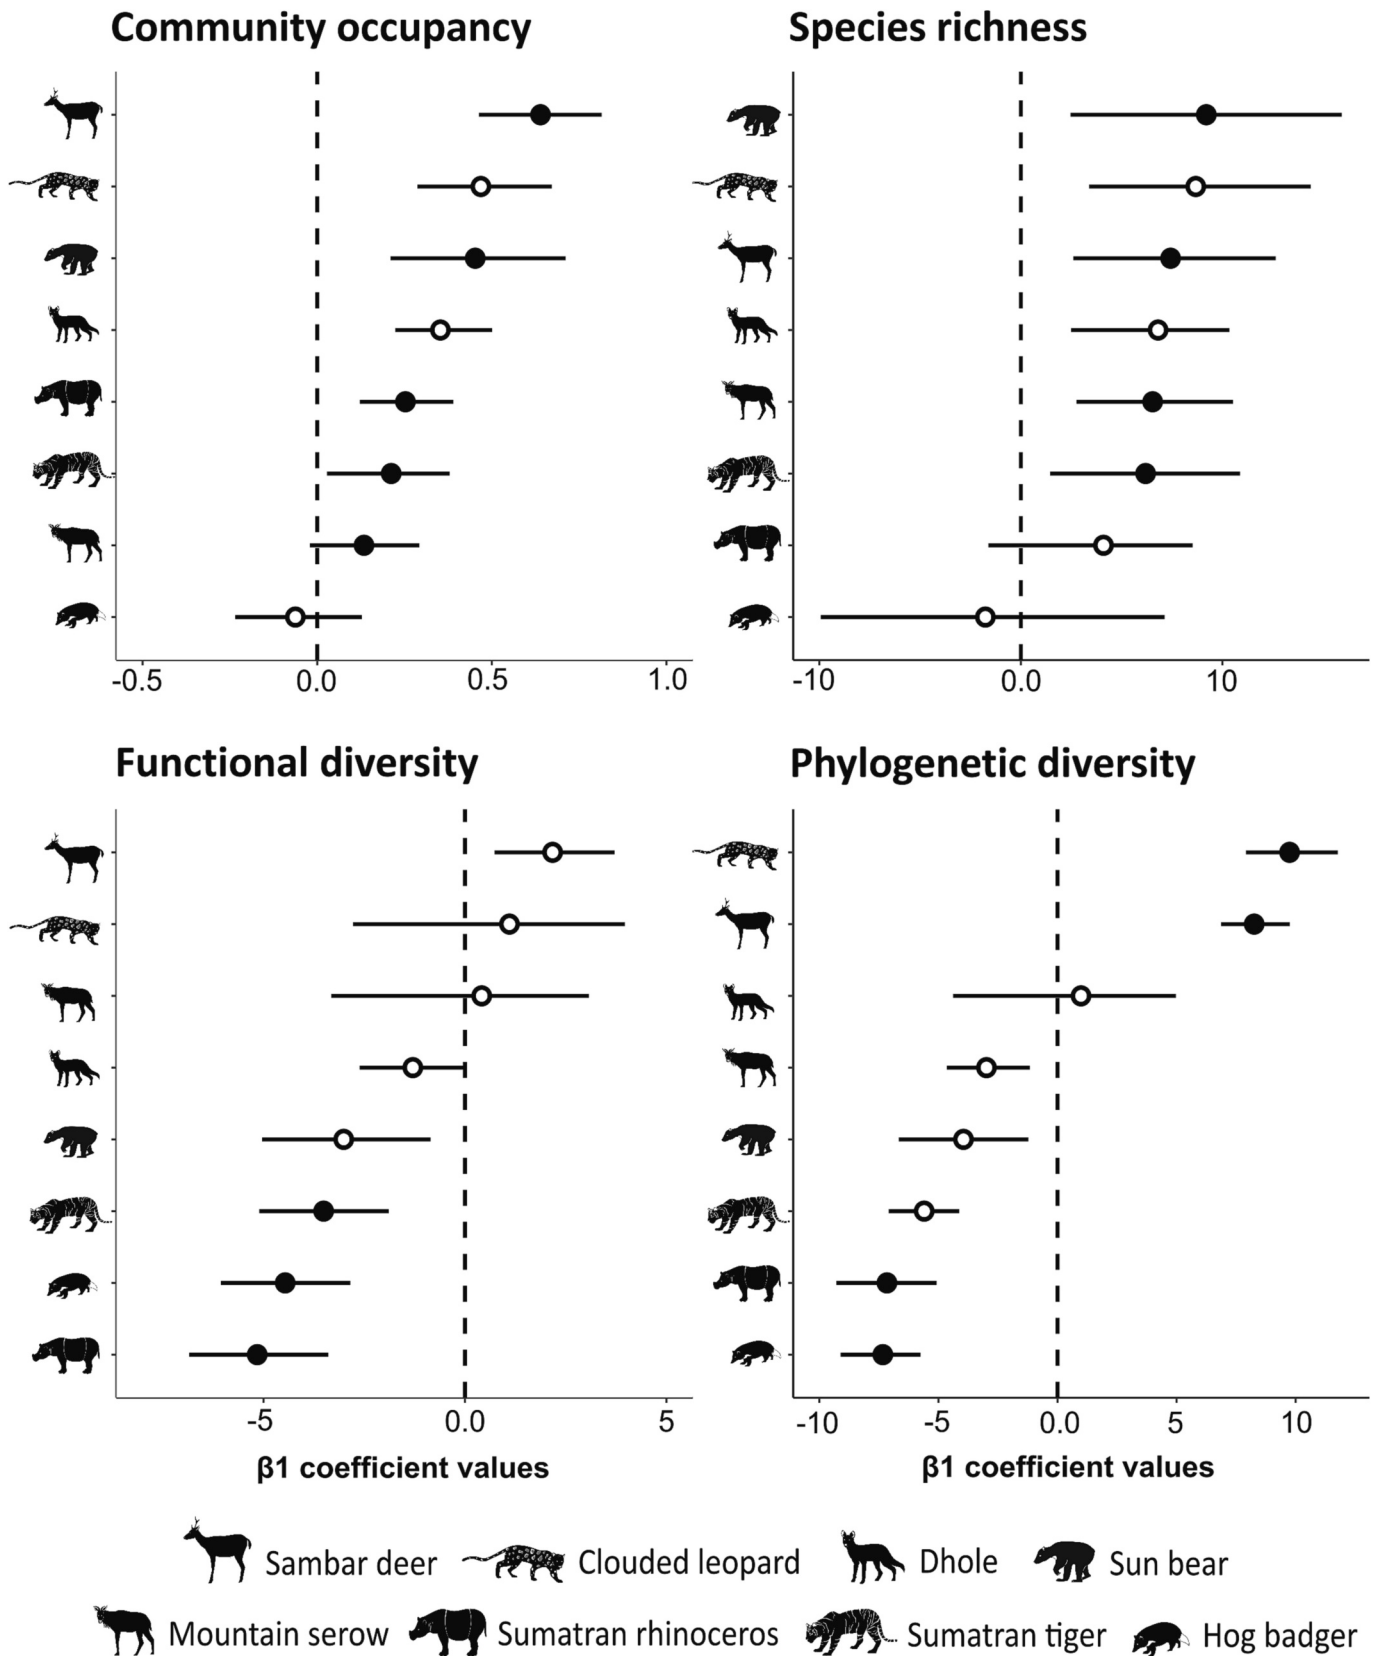 Community occupancy
Species richness
-0.5 0.0 0.5 1.0
-10 0.0 10
Functional diversity
Phylogenetic diversity
-5 0.0 5
-10 -5 0.0 5 10
β1 coefficient values
β1 coefficient values
Sambar deer Clouded leopard Dhole Sun bear
Mountain serow Sumatran rhinoceros Sumatran tiger Hog badger